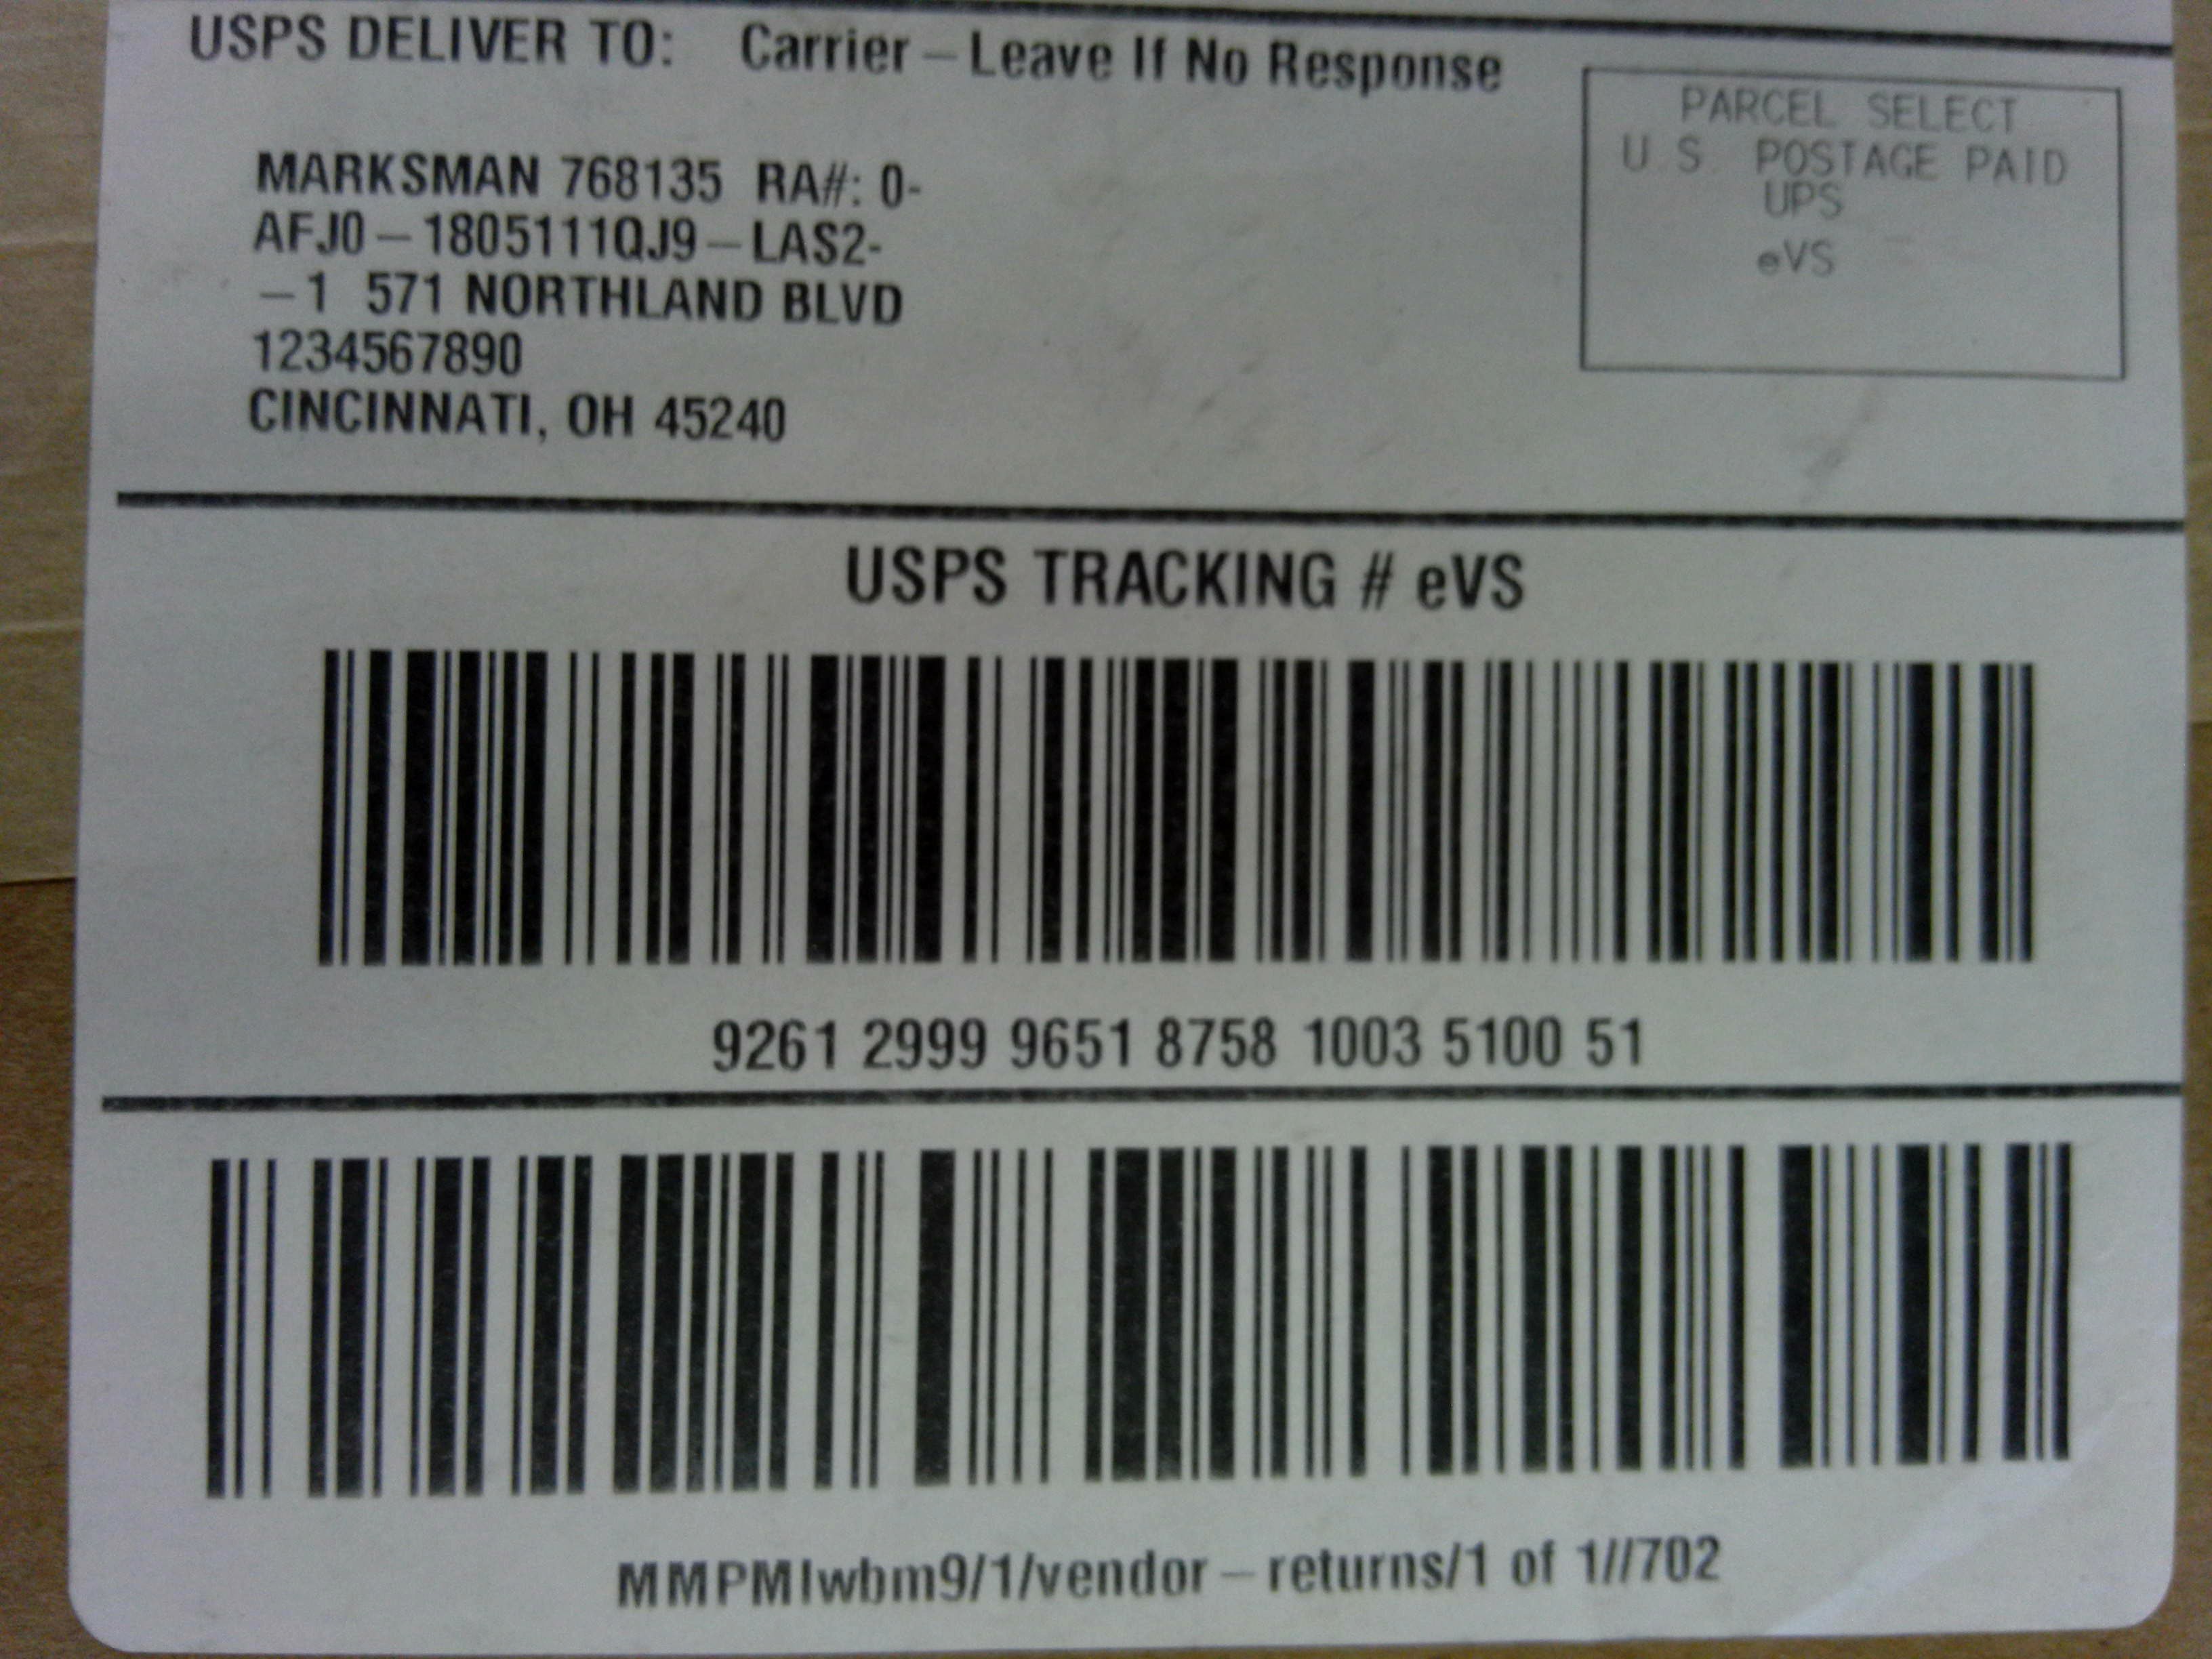 USPS DELIVER TO: Carrier – Leave If No Response
PARCEL SELECT
U S POSTAGE PAID
UPS
eVS
MARKSMAN 768135 RA#: 0-
AFJ0 – 1805111QJ9 – LAS2-
– 1 571 NORTHLAND BLVD
1234567890
CINCINNATI, OH 45240
USPS TRACKING # eVS
9261 2999 9651 8758 1003 5100 51
MMPMIwbm9/1/vendor – returns/1 of 1//702